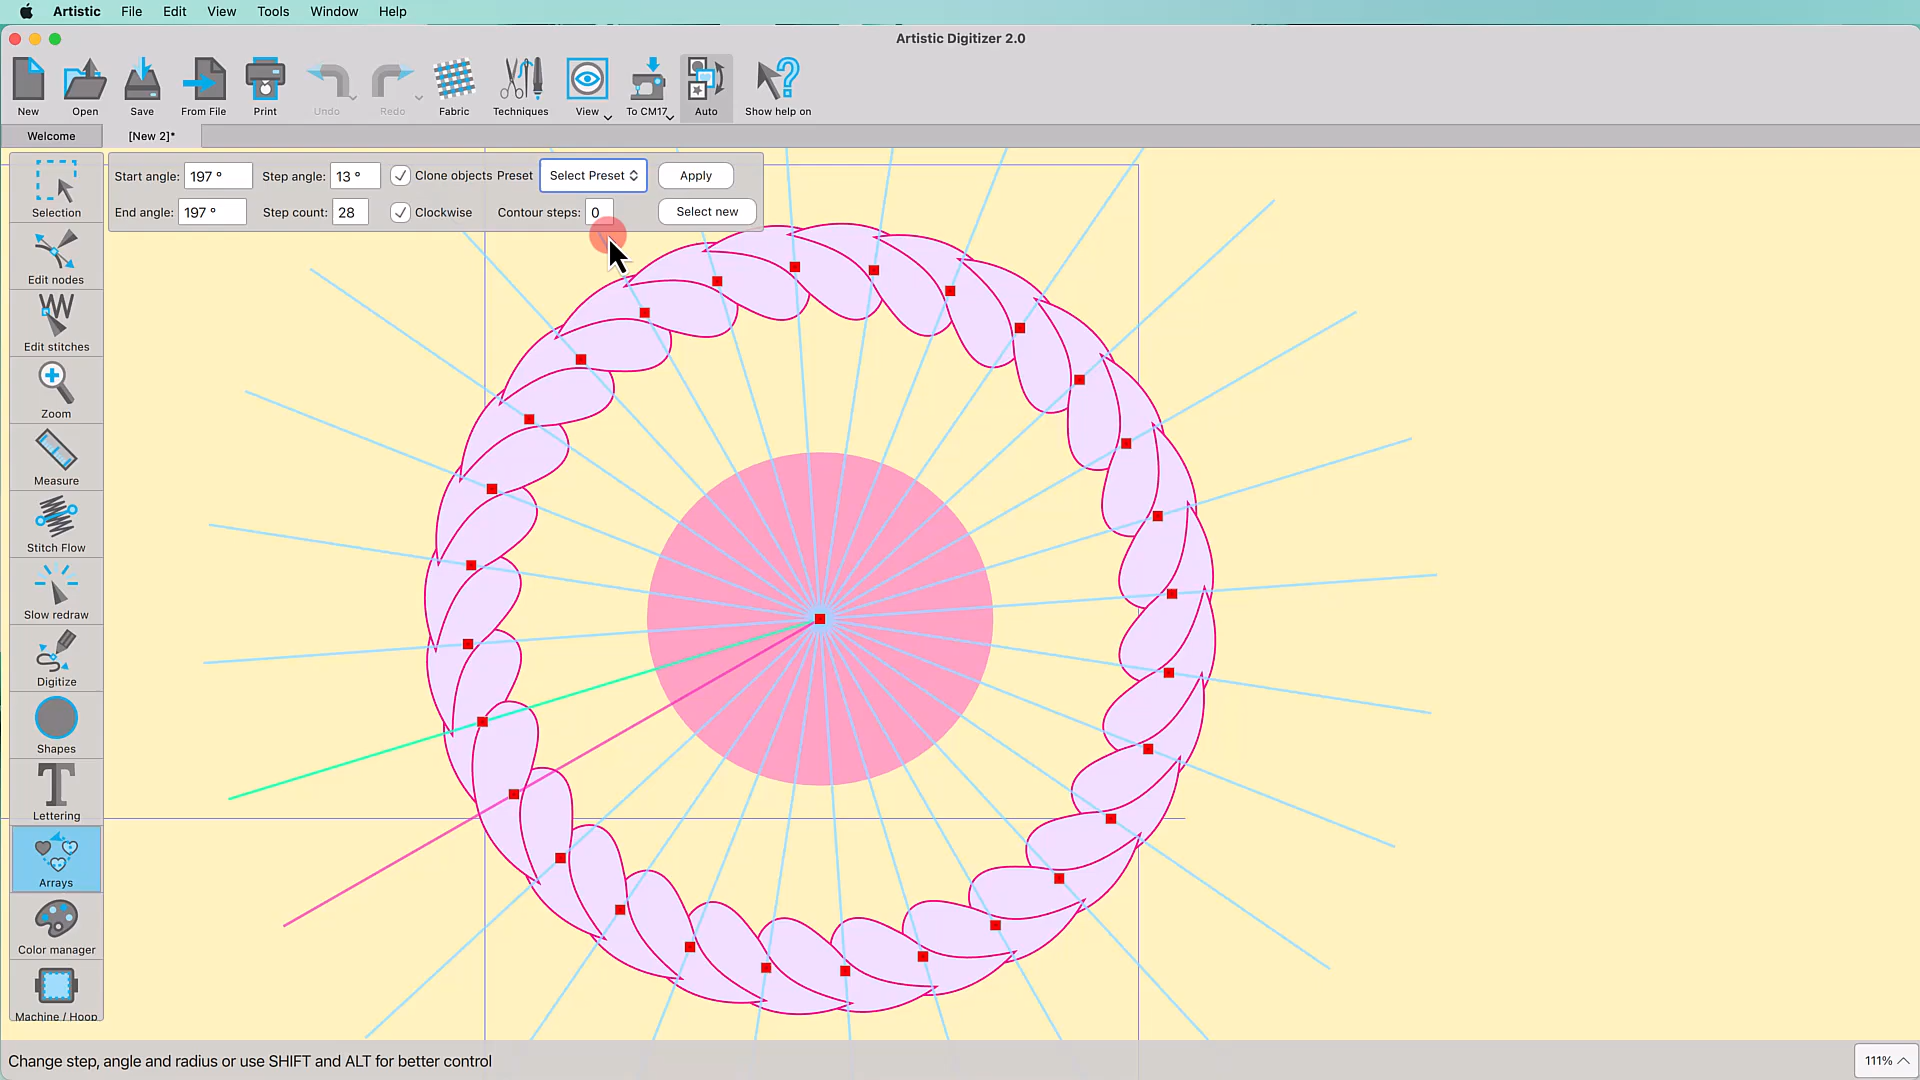 Artistic File Edit View Tools Window Help
Artistic Digitizer 2.0
New Open Save From File Print Undo Redo Fabric Techniques View To CM17 Auto Show help on
Welcome [New 2]*
Start angle: 197 ° Step angle: 13 ° Clone objects Preset Select Preset Apply
End angle: 197 ° Step count: 28 Clockwise Contour steps: 0 Select new
Selection
Edit nodes
Edit stitches
Zoom
Measure
Stitch Flow
Slow redraw
Digitize
Shapes
Lettering
Arrays
Color manager
Machine / Hoop
Change step, angle and radius or use SHIFT and ALT for better control
111%